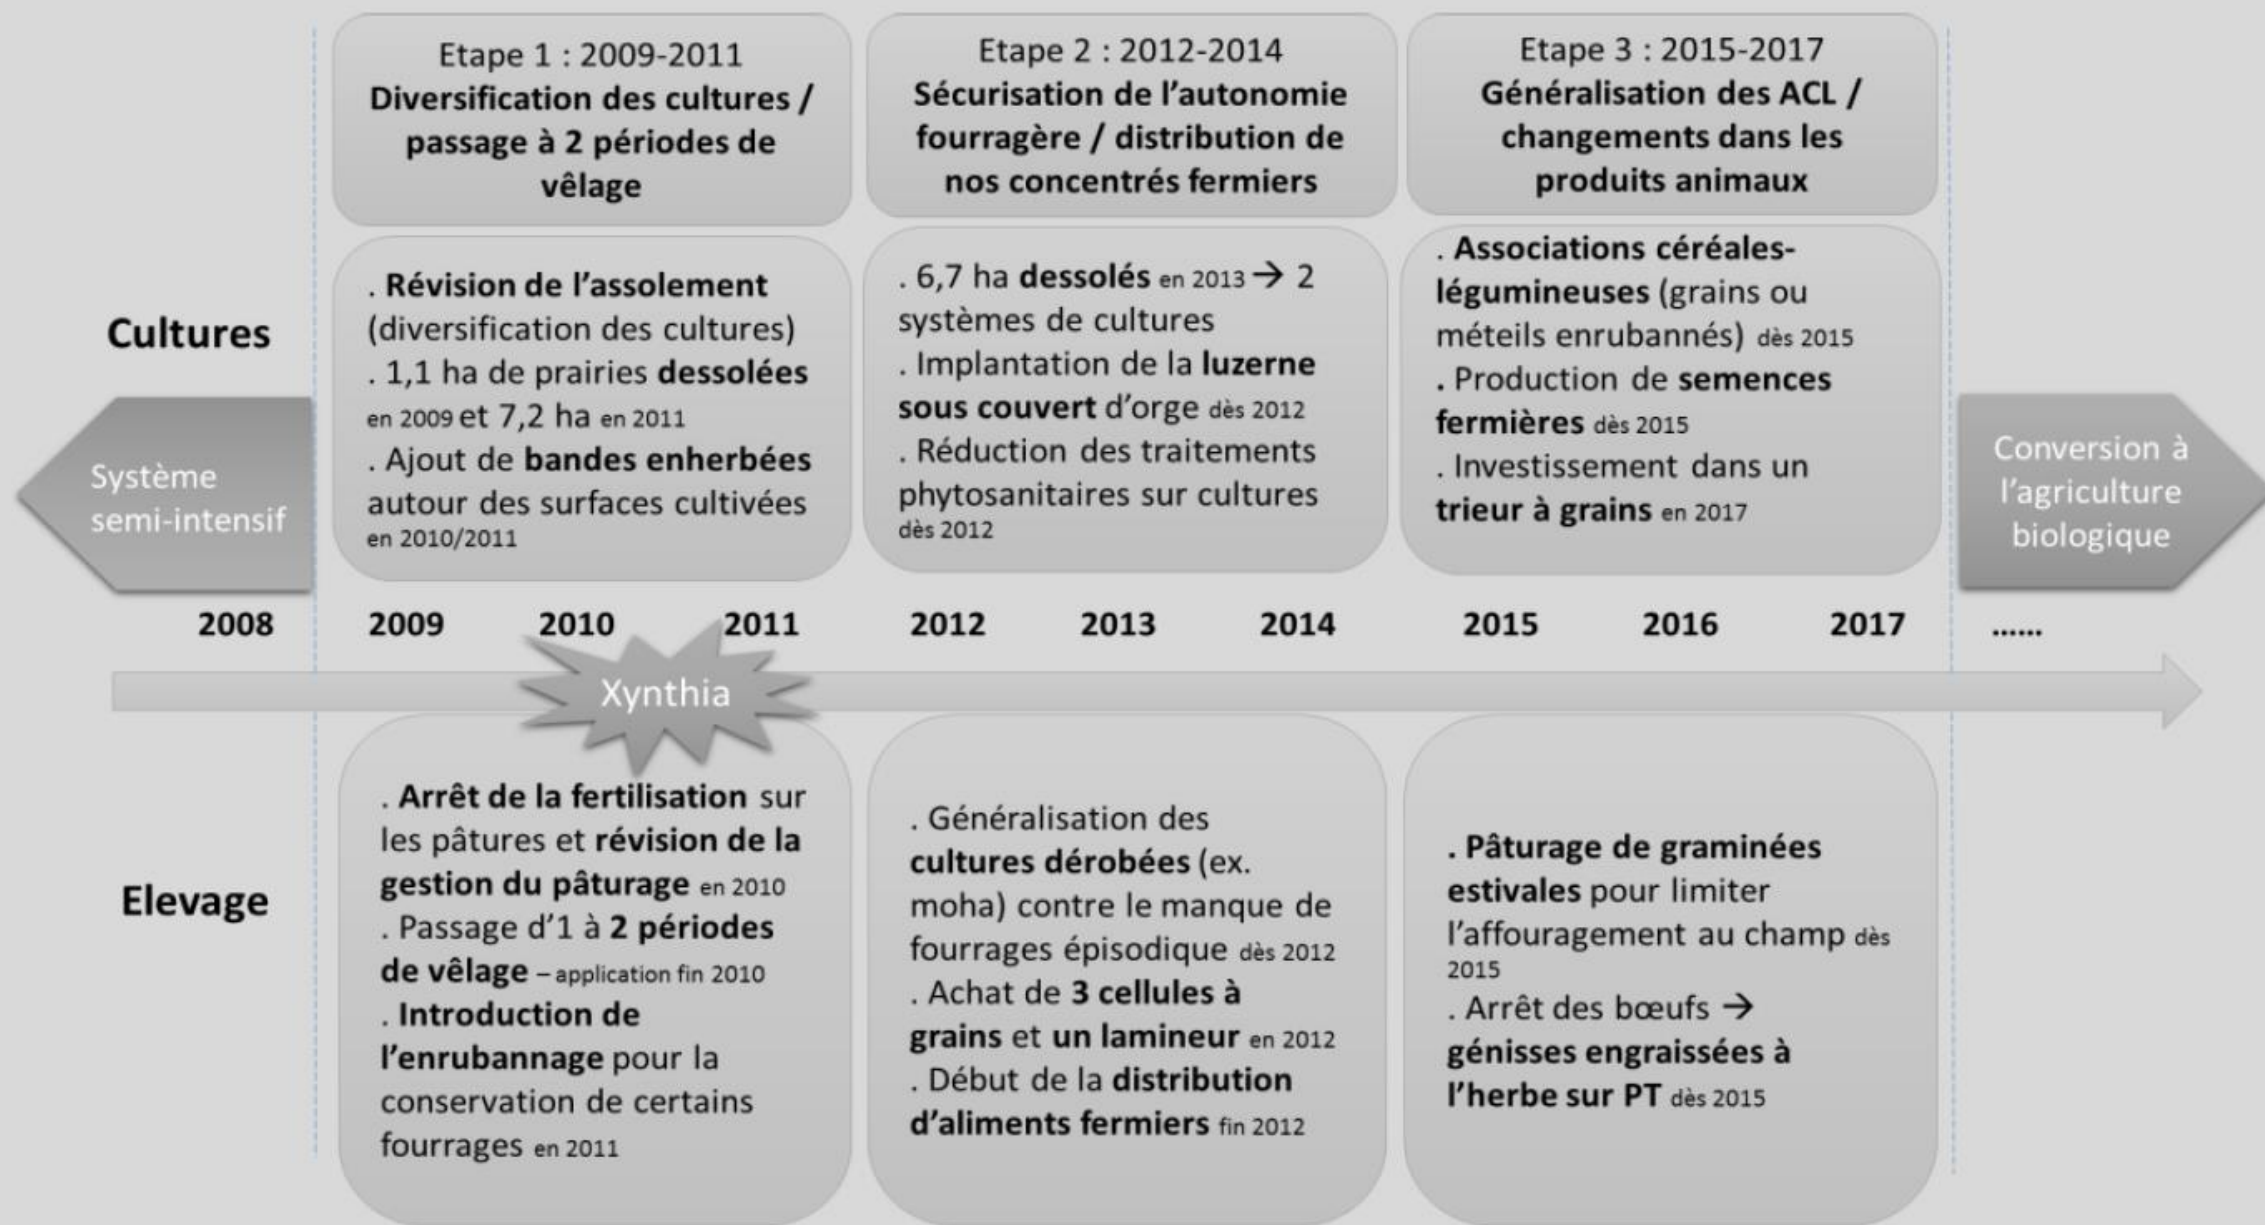 Etape 1 : 2009-2011
Diversification des cultures /
passage à 2 périodes de
vêlage
Etape 2 : 2012-2014
Sécurisation de l'autonomie
fourragère / distribution de
nos concentrés fermiers
Etape 3 : 2015-2017
Généralisation des ACL /
changements dans les
produits animaux
Cultures
. Révision de l'assolement
(diversification des cultures)
. 1,1 ha de prairies dessolées
en 2009 et 7,2 ha en 2011
. Ajout de bandes enherbées
autour des surfaces cultivées
en 2010/2011
. 6,7 ha dessolés en 2013 → 2
systèmes de cultures
. Implantation de la luzerne
sous couvert d'orge dès 2012
. Réduction des traitements
phytosanitaires sur cultures
dès 2012
. Associations céréales-
légumineuses (grains ou
méteils enrubannés) dès 2015
. Production de semences
fermières dès 2015
. Investissement dans un
trieur à grains en 2017
Système
semi-intensif
Conversion à
l'agriculture
biologique
2008 2009 2010 2011 2012 2013 2014 2015 2016 2017 ......
Xynthia
Elevage
. Arrêt de la fertilisation sur
les pâtures et révision de la
gestion du pâturage en 2010
. Passage d'1 à 2 périodes
de vêlage – application fin 2010
. Introduction de
l'enrubannage pour la
conservation de certains
fourrages en 2011
. Généralisation des
cultures dérobées (ex.
moha) contre le manque de
fourrages épisodique dès 2012
. Achat de 3 cellules à
grains et un lamineur en 2012
. Début de la distribution
d'aliments fermiers fin 2012
. Pâturage de graminées
estivales pour limiter
l'affouragement au champ dès
2015
. Arrêt des bœufs →
génisses engraissées à
l'herbe sur PT dès 2015